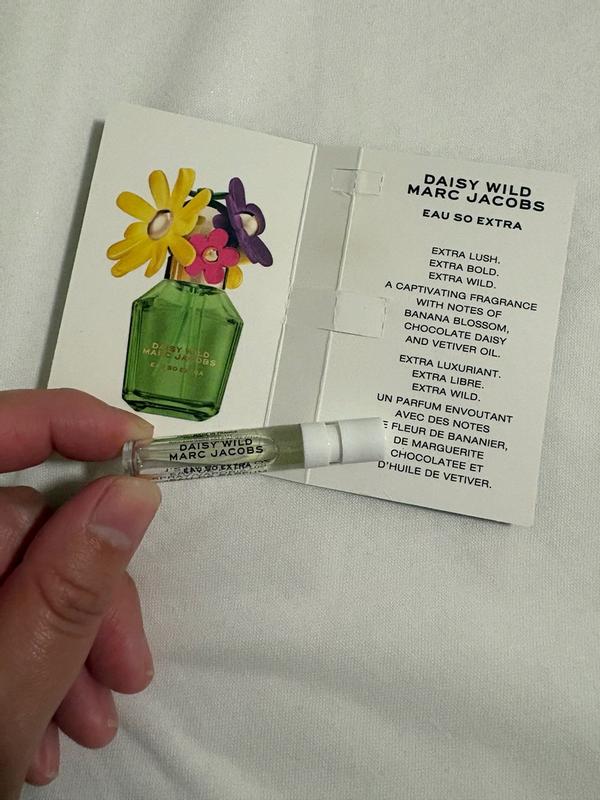 DAISY WILD
MARC JACOBS
EAU SO EXTRA
EXTRA LUSH.
EXTRA BOLD.
EXTRA WILD.
A CAPTIVATING FRAGRANCE
WITH NOTES OF
BANANA BLOSSOM,
CHOCOLATE DAISY
AND VETIVER OIL.
EXTRA LUXURIANT.
EXTRA LIBRE.
EXTRA WILD.
UN PARFUM ENVOUTANT
AVEC DES NOTES
FLEUR DE BANANIER,
DE MARGUERITE
CHOCOLATEE ET
D'HUILE DE VETIVER.
DAISY WILD
MARC JACOBS
EAU SO EXTRA
DAISY WILD
MARC JACOBS
EAU SO EXTRA